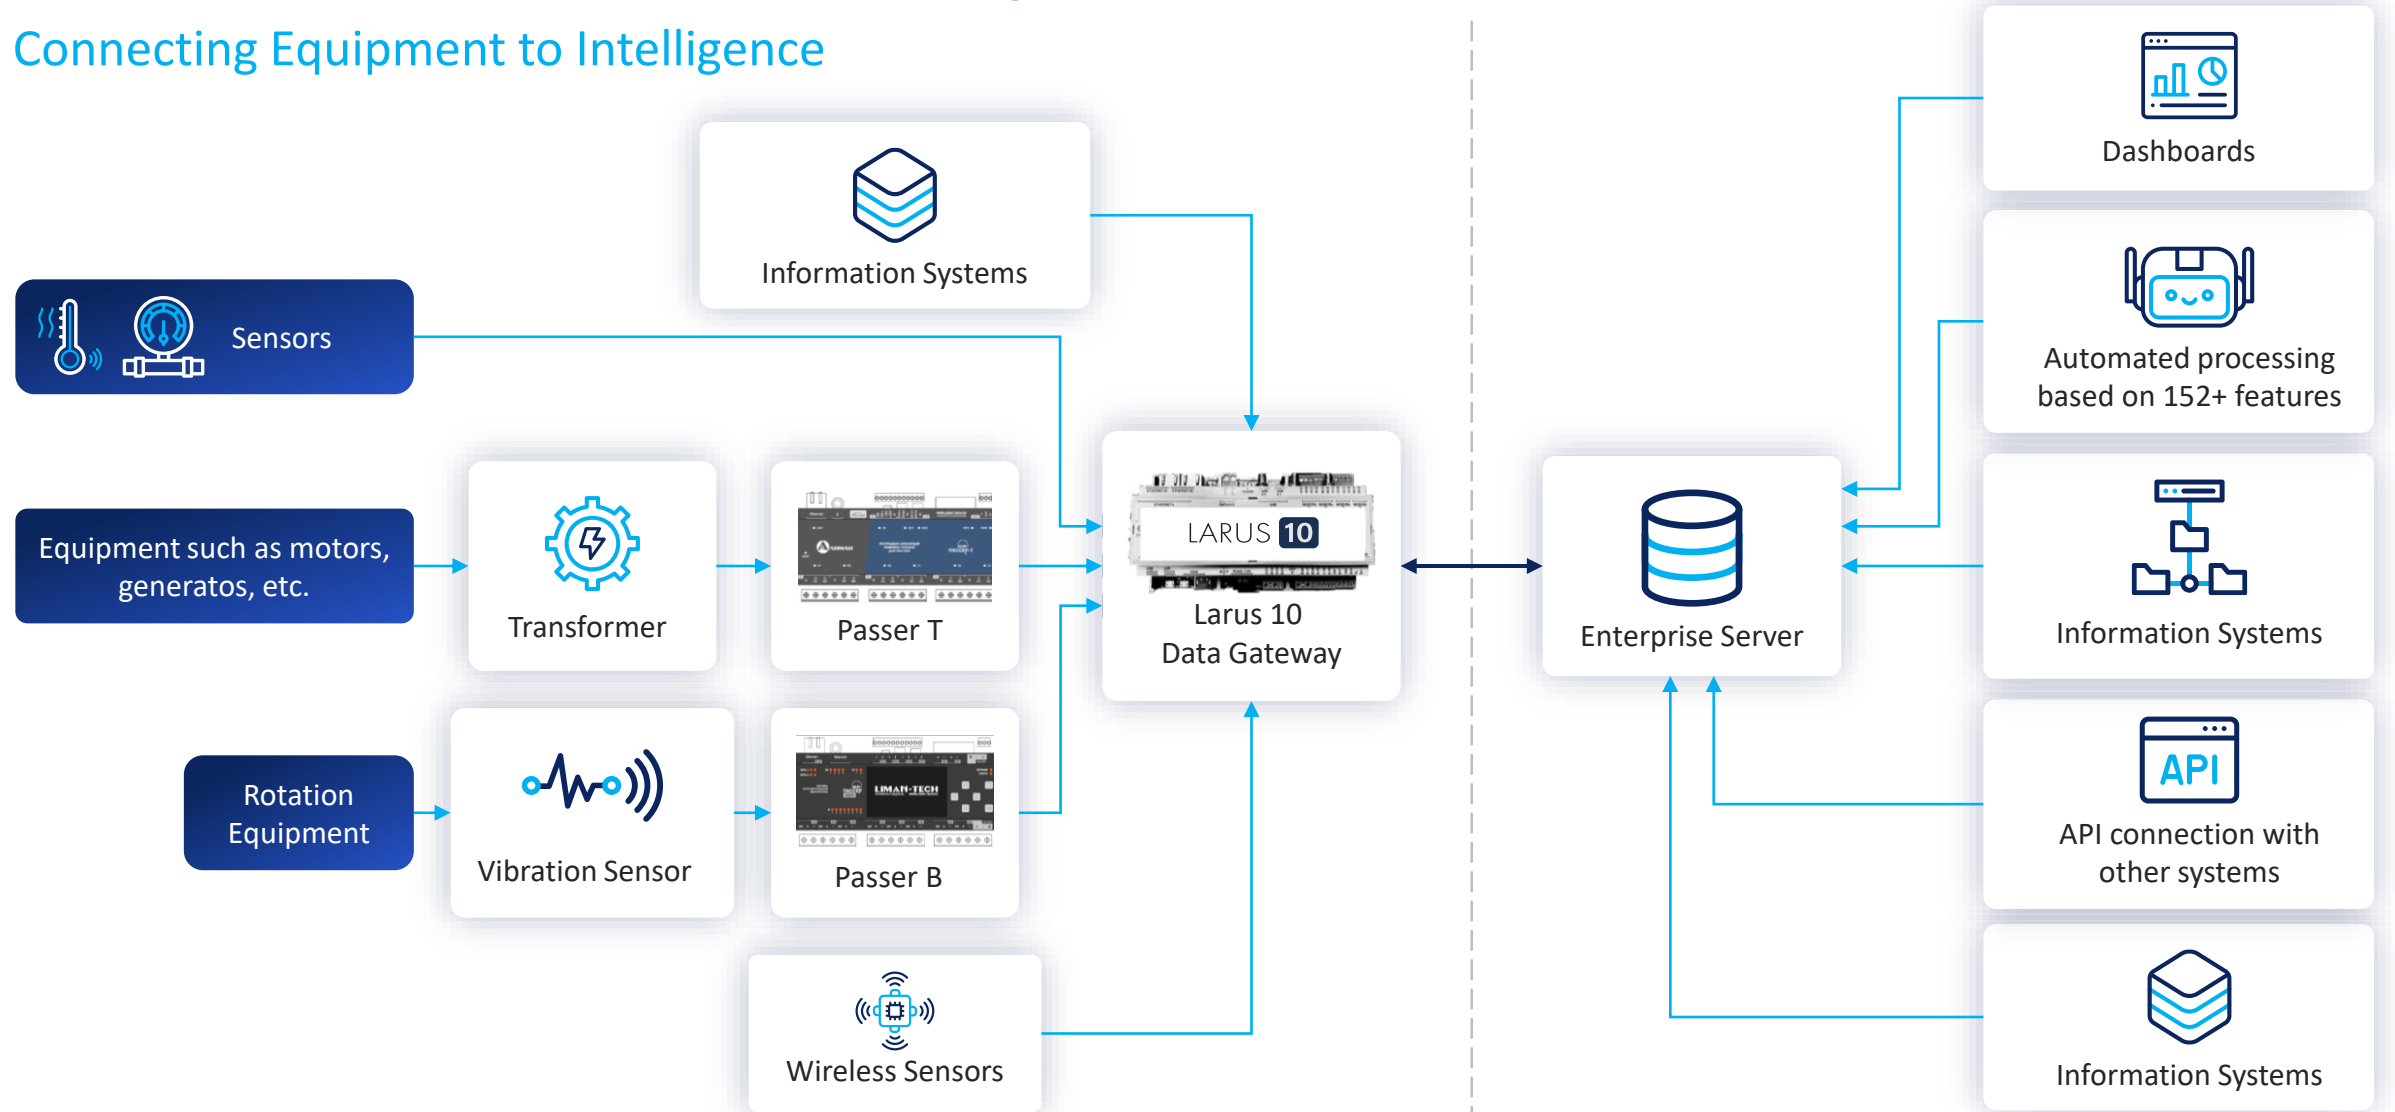 Connecting Equipment to Intelligence
Information Systems
Sensors
Equipment such as motors,
generatos, etc.
Transformer
Passer T
LARUS 10
Larus 10
Data Gateway
Rotation
Equipment
Vibration Sensor
LIMAN-TECH
Passer B
Wireless Sensors
Enterprise Server
Dashboards
Automated processing
based on 152+ features
Information Systems
API
API connection with
other systems
Information Systems